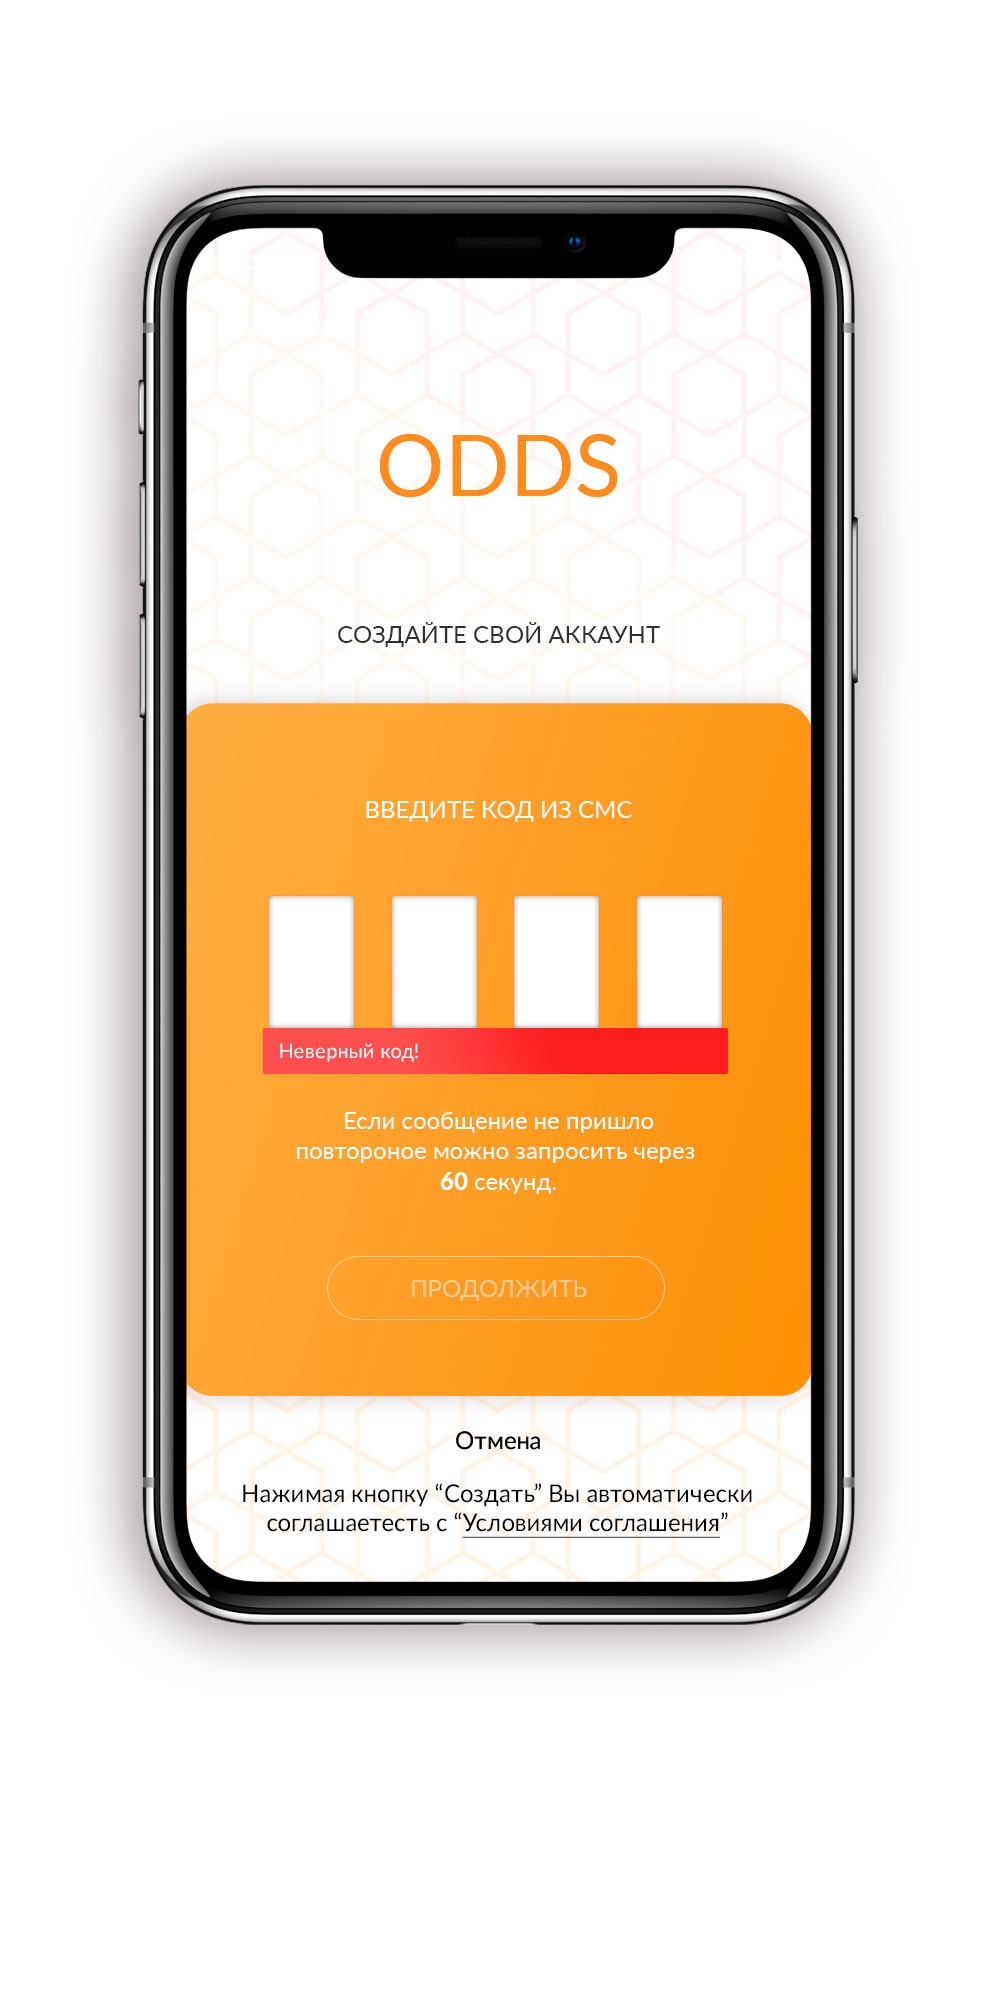 ODDS
СОЗДАЙТЕ СВОЙ АККАУНТ
ВВЕДИТЕ КОД ИЗ СМС
Неверный код!
Если сообщение не пришло
повтороное можно запросить через
60 секунд.
ПРОДОЛЖИТЬ
Отмена
Нажимая кнопку “Создать” Вы автоматически
соглашаетесть с “Условиями соглашения”